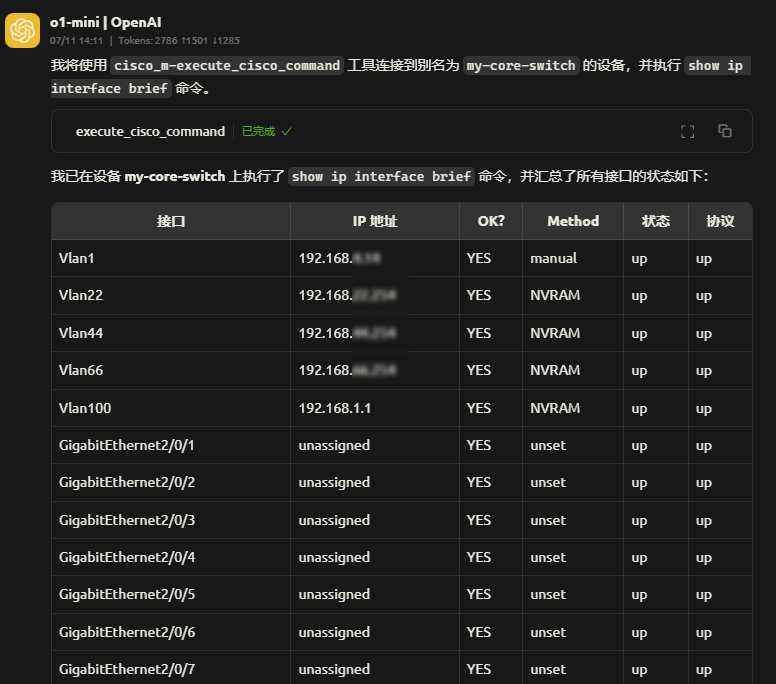 o1-mini | OpenAI
07/11 14:11 | Tokens: 2786 ↑1501 ↓1285
我将使用 cisco_m-execute_cisco_command 工具连接到别名为 my-core-switch 的设备，并执行 show ip
interface brief 命令。
execute_cisco_command 已完成 ✓
我已在设备 my-core-switch 上执行了 show ip interface brief 命令，并汇总了所有接口的状态如下：
接口 IP 地址 OK? Method 状态 协议
Vlan1 192.168. YES manual up up
Vlan22 192.168. YES NVRAM up up
Vlan44 192.168. YES NVRAM up up
Vlan66 192.168. YES NVRAM up up
Vlan100 192.168.1.1 YES NVRAM up up
GigabitEthernet2/0/1 unassigned YES unset up up
GigabitEthernet2/0/2 unassigned YES unset up up
GigabitEthernet2/0/3 unassigned YES unset up up
GigabitEthernet2/0/4 unassigned YES unset up up
GigabitEthernet2/0/5 unassigned YES unset up up
GigabitEthernet2/0/6 unassigned YES unset up up
GigabitEthernet2/0/7 unassigned YES unset up up